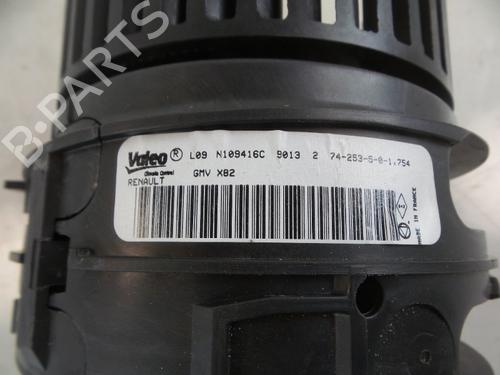 Valeo ® L09 N109416C 9013 2 74-253-S-0-1.754
Climate Control
RENAULT GMV X82
MADE IN FRANCE
B-PARTS